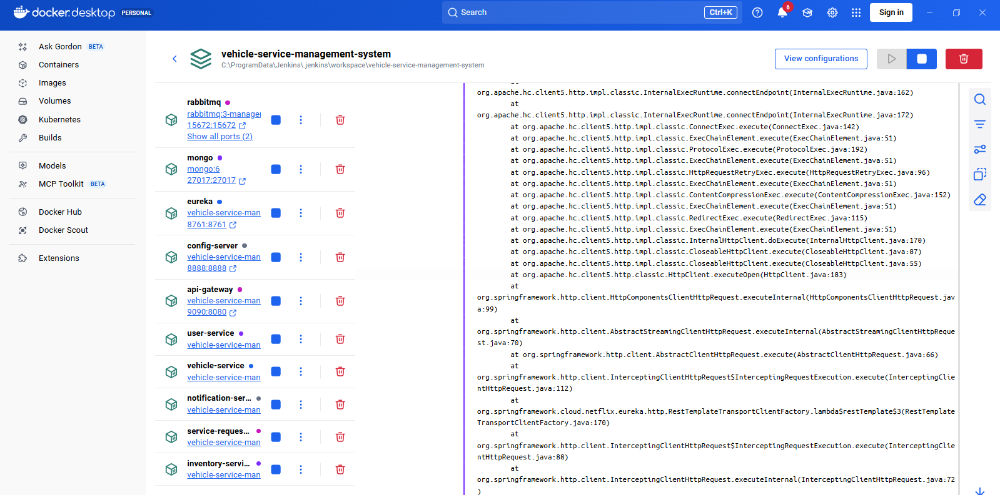 docker.desktop PERSONAL
Search Ctrl+K
6
Sign in
Ask Gordon BETA
Containers
Images
Volumes
Kubernetes
Builds
Models
MCP Toolkit BETA
Docker Hub
Docker Scout
Extensions
vehicle-service-management-system
C:\ProgramData\Jenkins\.jenkins\workspace\vehicle-service-management-system
View configurations
rabbitmq
rabbitmq:3-manager
15672:15672
Show all ports (2)
mongo
mongo:6
27017:27017
eureka
vehicle-service-man
8761:8761
config-server
vehicle-service-man
8888:8888
api-gateway
vehicle-service-man
9090:8080
user-service
vehicle-service-man
vehicle-service
vehicle-service-man
notification-ser...
vehicle-service-man
service-reques...
vehicle-service-man
inventory-servi...
vehicle-service-man
org.apache.hc.client5.http.impl.classic.InternalExecRuntime.connectEndpoint(InternalExecRuntime.java:162)
at
org.apache.hc.client5.http.impl.classic.InternalExecRuntime.connectEndpoint(InternalExecRuntime.java:172)
at org.apache.hc.client5.http.impl.classic.ConnectExec.execute(ConnectExec.java:142)
at org.apache.hc.client5.http.impl.classic.ExecChainElement.execute(ExecChainElement.java:51)
at org.apache.hc.client5.http.impl.classic.ProtocolExec.execute(ProtocolExec.java:192)
at org.apache.hc.client5.http.impl.classic.ExecChainElement.execute(ExecChainElement.java:51)
at org.apache.hc.client5.http.impl.classic.HttpRequestRetryExec.execute(HttpRequestRetryExec.java:96)
at org.apache.hc.client5.http.impl.classic.ExecChainElement.execute(ExecChainElement.java:51)
at org.apache.hc.client5.http.impl.classic.ContentCompressionExec.execute(ContentCompressionExec.java:152)
at org.apache.hc.client5.http.impl.classic.ExecChainElement.execute(ExecChainElement.java:51)
at org.apache.hc.client5.http.impl.classic.RedirectExec.execute(RedirectExec.java:115)
at org.apache.hc.client5.http.impl.classic.ExecChainElement.execute(ExecChainElement.java:51)
at org.apache.hc.client5.http.impl.classic.InternalHttpClient.doExecute(InternalHttpClient.java:170)
at org.apache.hc.client5.http.impl.classic.CloseableHttpClient.execute(CloseableHttpClient.java:87)
at org.apache.hc.client5.http.impl.classic.CloseableHttpClient.execute(CloseableHttpClient.java:55)
at org.apache.hc.client5.http.classic.HttpClient.executeOpen(HttpClient.java:183)
at
org.springframework.http.client.HttpComponentsClientHttpRequest.executeInternal(HttpComponentsClientHttpRequest.jav
a:99)
at
org.springframework.http.client.AbstractStreamingClientHttpRequest.executeInternal(AbstractStreamingClientHttpReque
st.java:70)
at org.springframework.http.client.AbstractClientHttpRequest.execute(AbstractClientHttpRequest.java:66)
at
org.springframework.http.client.InterceptingClientHttpRequest$InterceptingRequestExecution.execute(InterceptingClie
ntHttpRequest.java:112)
at
org.springframework.cloud.netflix.eureka.http.RestTemplateTransportClientFactory.lambda$restTemplate$3(RestTemplate
TransportClientFactory.java:170)
at
org.springframework.http.client.InterceptingClientHttpRequest$InterceptingRequestExecution.execute(InterceptingClie
ntHttpRequest.java:88)
at
org.springframework.http.client.InterceptingClientHttpRequest.executeInternal(InterceptingClientHttpRequest.java:72
)